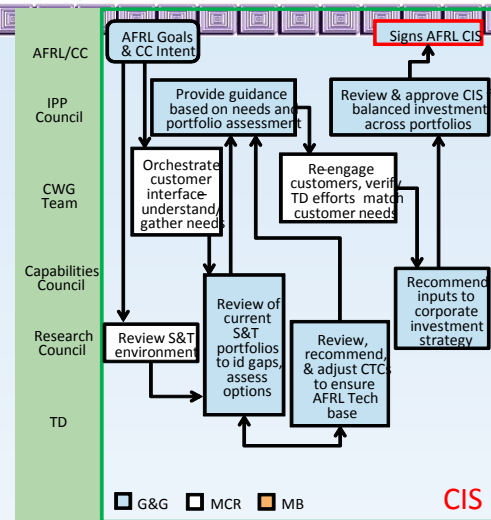 AFRL/CC
AFRL Goals
& CC Intent
Signs AFRL CIS
IPP
Council
Provide guidance
based on needs and
portfolio assessment
Review & approve CIS f
balanced investment
across portfolios
CWG
Team
Orchestrate
customer
interface–
understand/
gather needs
Re-engage
customers, verify
TD efforts match
customer needs
Capabilities
Council
Review of
current
S&T
portfolios
to id gaps,
assess
options
Recommend
inputs to
corporate
investment
strategy
Research
Council
Review S&T
environment
Review,
recommend,
& adjust CTCs
to ensure
AFRL Tech
base
TD
G&G
MCR
MB
CIS